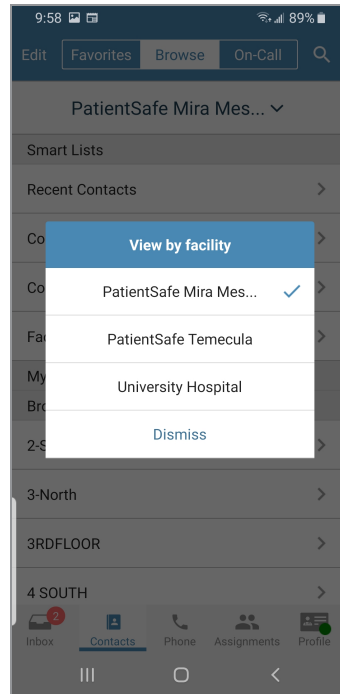 9:58
89%
Edit
Favorites
Browse
On-Call
PatientSafe Mira Mes...
Smart Lists
Recent Contacts
Co
View by facility
Co
PatientSafe Mira Mes...
Fa
PatientSafe Temecula
My
University Hospital
Bro
2-S
Dismiss
3-North
3RDFLOOR
4 SOUTH
2
Inbox
Contacts
Phone
Assignments
Profile